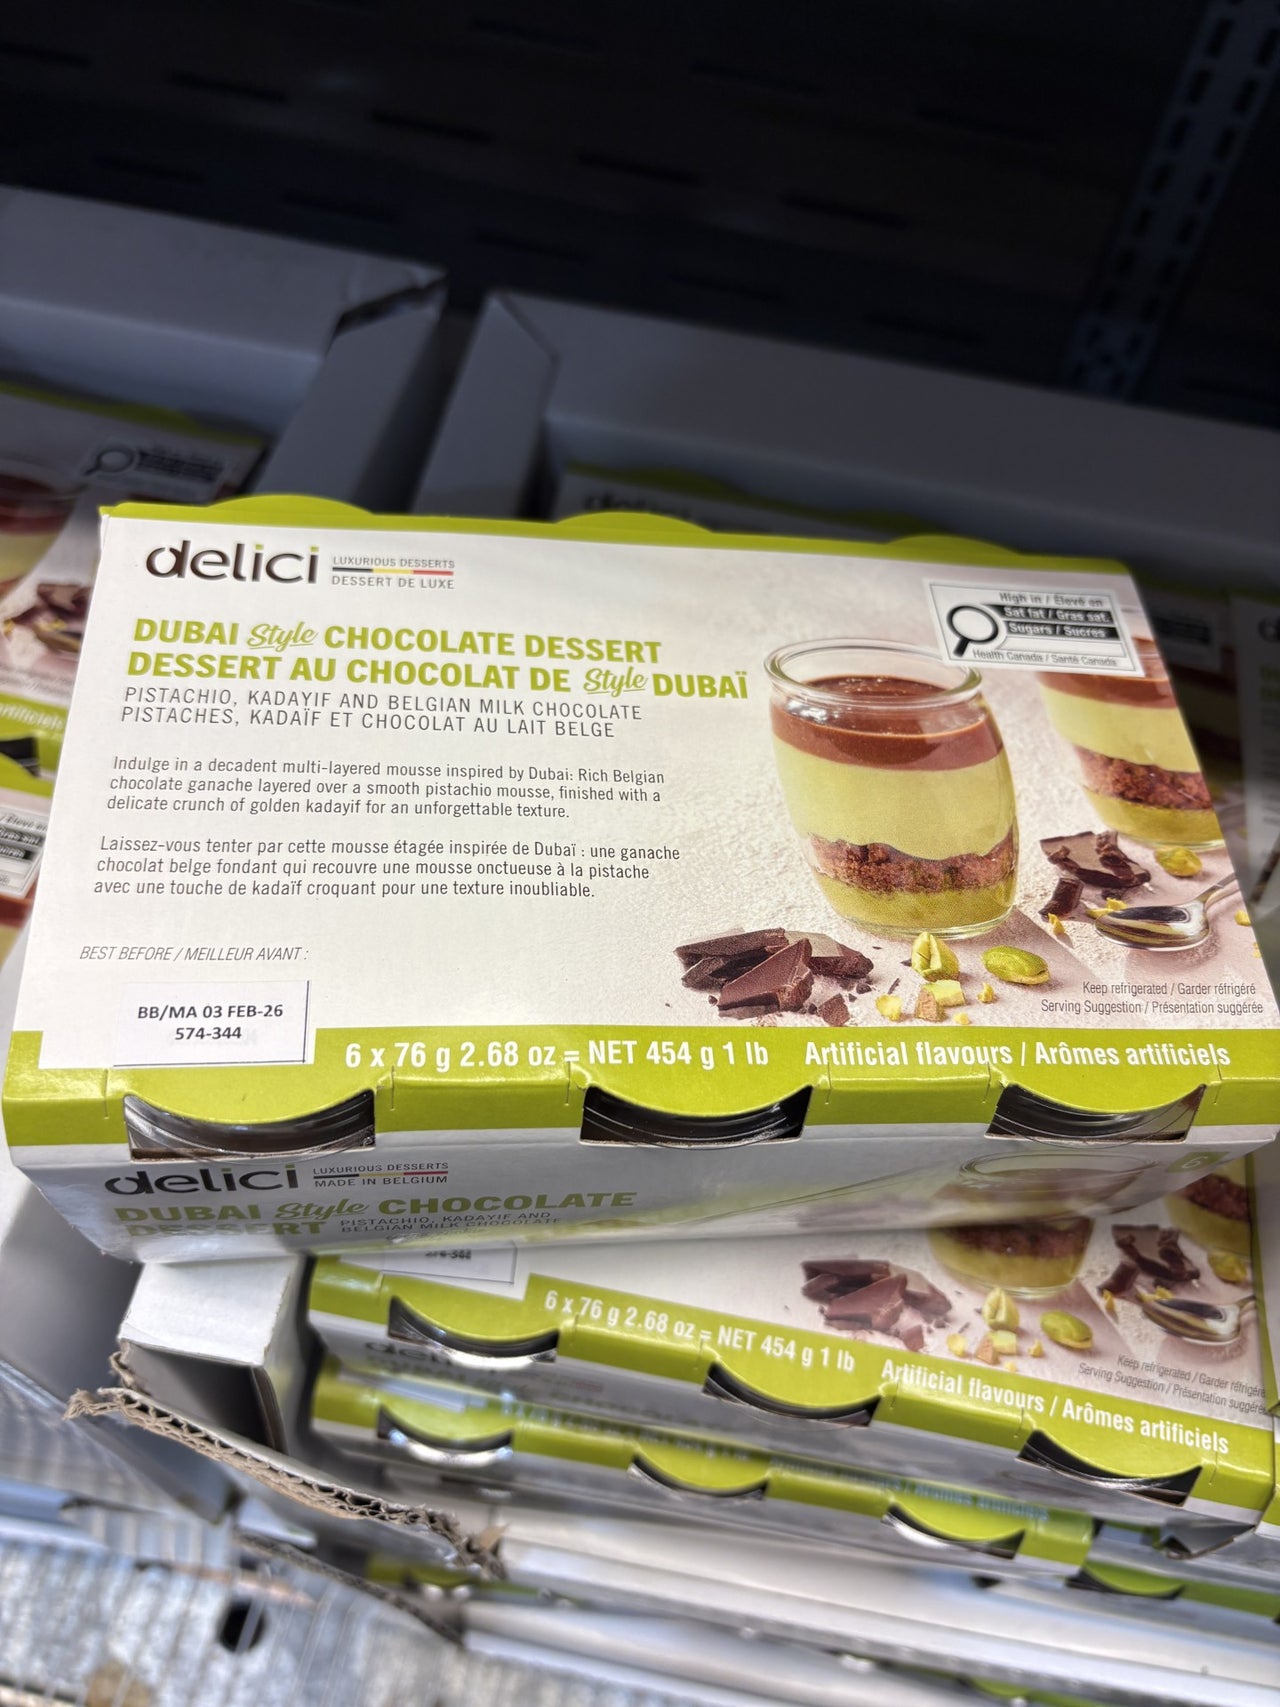 delici LUXURIOUS DESSERTS
DESSERT DE LUXE
High in / Élevé en
Sat fat / Gras sat.
Sugars / Sucres
Health Canada / Santé Canada
DUBAI Style CHOCOLATE DESSERT
DESSERT AU CHOCOLAT DE Style DUBAÏ
PISTACHIO, KADAYIF AND BELGIAN MILK CHOCOLATE
PISTACHES, KADAÏF ET CHOCOLAT AU LAIT BELGE
Indulge in a decadent multi-layered mousse inspired by Dubai: Rich Belgian
chocolate ganache layered over a smooth pistachio mousse, finished with a
delicate crunch of golden kadayif for an unforgettable texture.
Laissez-vous tenter par cette mousse étagée inspirée de Dubaï : une ganache
chocolat belge fondant qui recouvre une mousse onctueuse à la pistache
avec une touche de kadaïf croquant pour une texture inoubliable.
BEST BEFORE / MEILLEUR AVANT :
BB/MA 03 FEB-26
574-344
Keep refrigerated / Garder réfrigéré
Serving Suggestion / Présentation suggérée
6 x 76 g 2.68 oz = NET 454 g 1 lb Artificial flavours / Arômes artificiels
delici LUXURIOUS DESSERTS
MADE IN BELGIUM
DUBAI Style CHOCOLATE
DESSERT PISTACHIO, KADAYIF AND
BELGIAN MILK CHOCOLATE
6 x 76 g 2.68 oz = NET 454 g 1 lb Artificial flavours / Arômes artificiels
Keep refrigerated / Garder réfrigéré
Serving Suggestion / Présentation suggérée